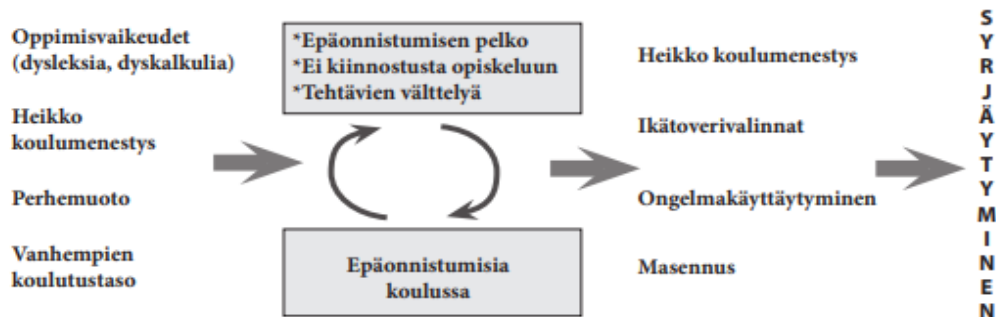 Oppimisvaikeudet
(dysleksia, dyskalkulia)
Heikko
koulumenestys
Perhemuoto
Vanhempien
koulutustaso
*Epäonnistumisen pelko
*Ei kiinnostusta opiskeluun
*Tehtävien välttelyä
Epäonnistumisia
koulussa
Heikko koulumenestys
Ikätoverivalinnat
Ongelmakäyttäytyminen
Masennus
SYRJÄYTYMINEN